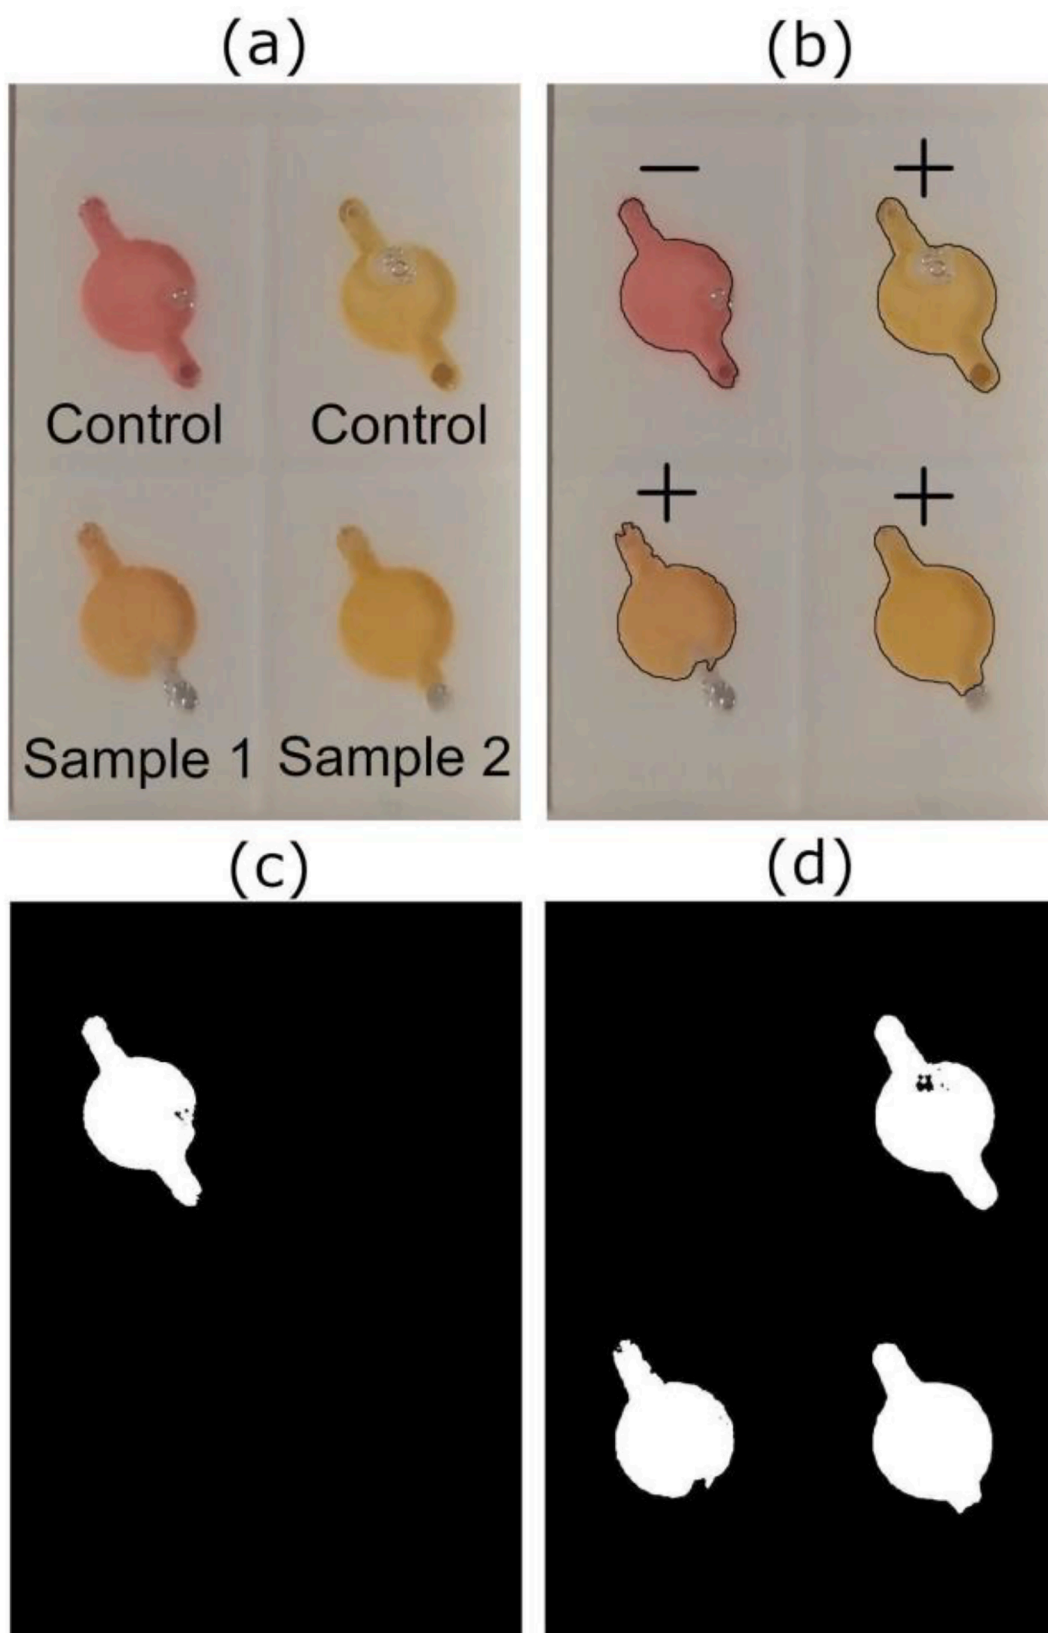 (a) (b)
− +
Control Control
+ +
Sample 1 Sample 2
(c) (d)